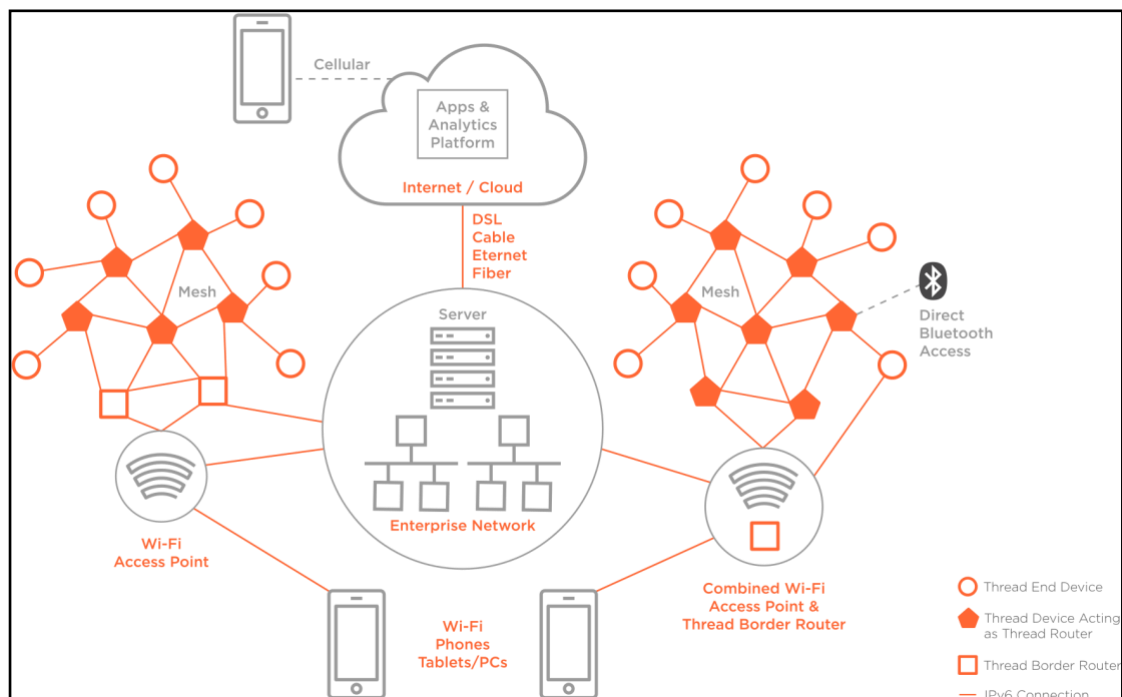 Cellular
Apps &
Analytics
Platform
Internet / Cloud
DSL
Cable
Eternet
Fiber
Mesh
Server
Mesh
Direct
Bluetooth
Access
Enterprise Network
Wi-Fi
Access Point
Wi-Fi
Phones
Tablets/PCs
Combined Wi-Fi
Access Point &
Thread Border Router
Thread End Device
Thread Device Acting
as Thread Router
Thread Border Router
IPv6 Connection